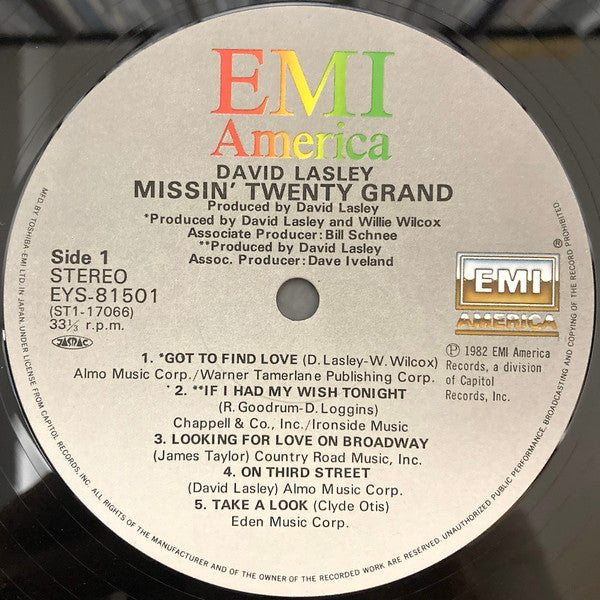 EMI
America
DAVID LASLEY
MISSIN' TWENTY GRAND
Produced by David Lasley
*Produced by David Lasley and Willie Wilcox
Associate Producer: Bill Schnee
**Produced by David Lasley
Assoc. Producer: Dave Iveland
Side 1
STEREO
EYS-81501
(ST1-17066)
33⅓ r.p.m.
JASRAC
®
EMI
AMERICA
Ⓟ 1982 EMI America
Records, a division
of Capitol
Records, Inc.
1. *GOT TO FIND LOVE (D. Lasley-W. Wilcox)
Almo Music Corp./Warner Tamerlane Publishing Corp.
2. **IF I HAD MY WISH TONIGHT
(R. Goodrum-D. Loggins)
Chappell & Co., Inc./Ironside Music
3. LOOKING FOR LOVE ON BROADWAY
(James Taylor) Country Road Music, Inc.
4. ON THIRD STREET
(David Lasley) Almo Music Corp.
5. TAKE A LOOK (Clyde Otis)
Eden Music Corp.
MFD. BY TOSHIBA-EMI LTD. IN JAPAN, UNDER LICENSE FROM CAPITOL RECORDS, INC. ALL RIGHTS OF THE MANUFACTURER AND OF THE OWNER OF THE RECORDED WORK ARE RESERVED. UNAUTHORIZED PUBLIC PERFORMANCE, BROADCASTING AND COPYING OF THE RECORD PROHIBITED